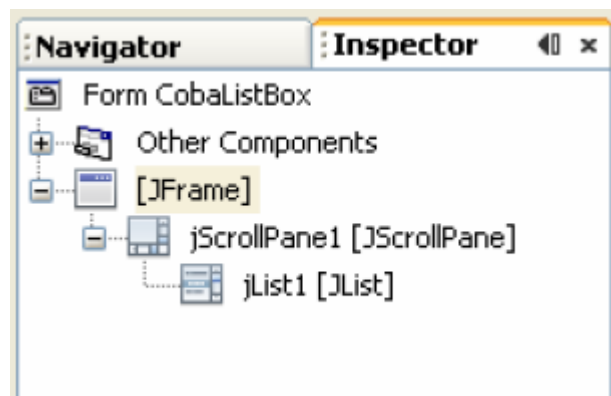 Navigator Inspector
Form CobaListBox
Other Components
[JFrame]
jScrollPane1 [JScrollPane]
jList1 [JList]